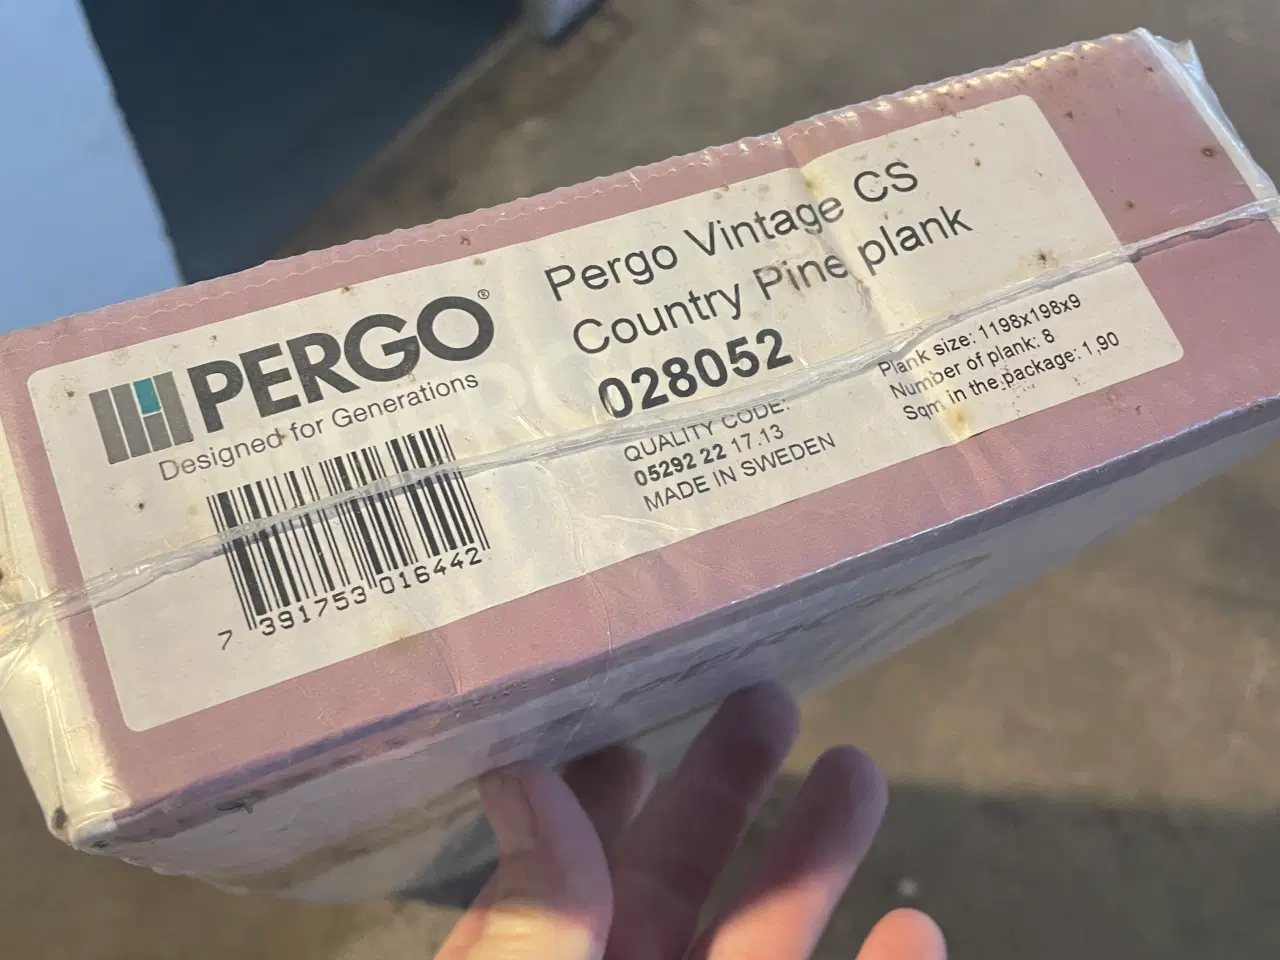 PERGO®
Designed for Generations
7 391753 016442
Pergo Vintage CS
Country Pine plank
028052
QUALITY CODE:
05292 22 17.13
MADE IN SWEDEN
Plank size: 1198x198x9
Number of plank: 8
Sqm in the package: 1,90